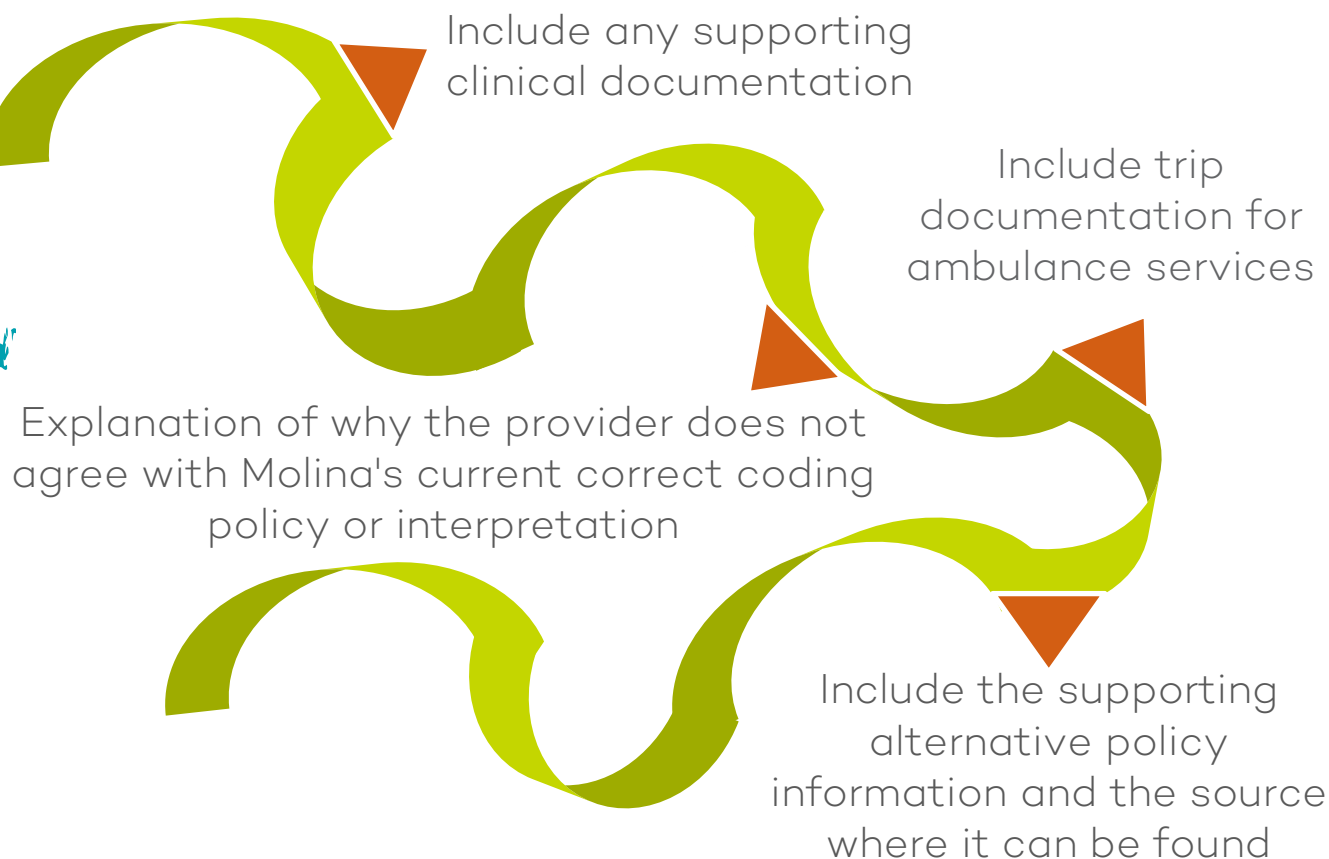 Include any supporting
clinical documentation
Include trip
documentation for
ambulance services
Explanation of why the provider does not
agree with Molina's current correct coding
policy or interpretation
Include the supporting
alternative policy
information and the source
where it can be found